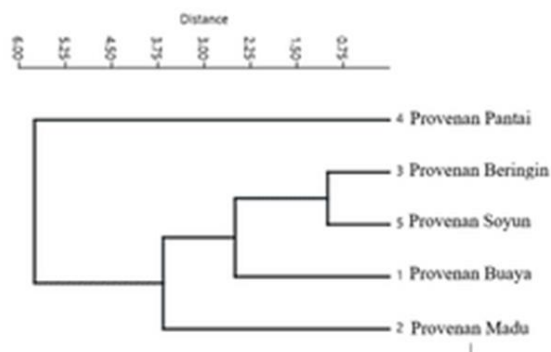 Distance
6.00 5.25 4.50 3.75 3.00 2.25 1.50 0.75
4 Provenan Pantai
3 Provenan Beringin
5 Provenan Soyun
1 Provenan Buaya
2 Provenan Madu